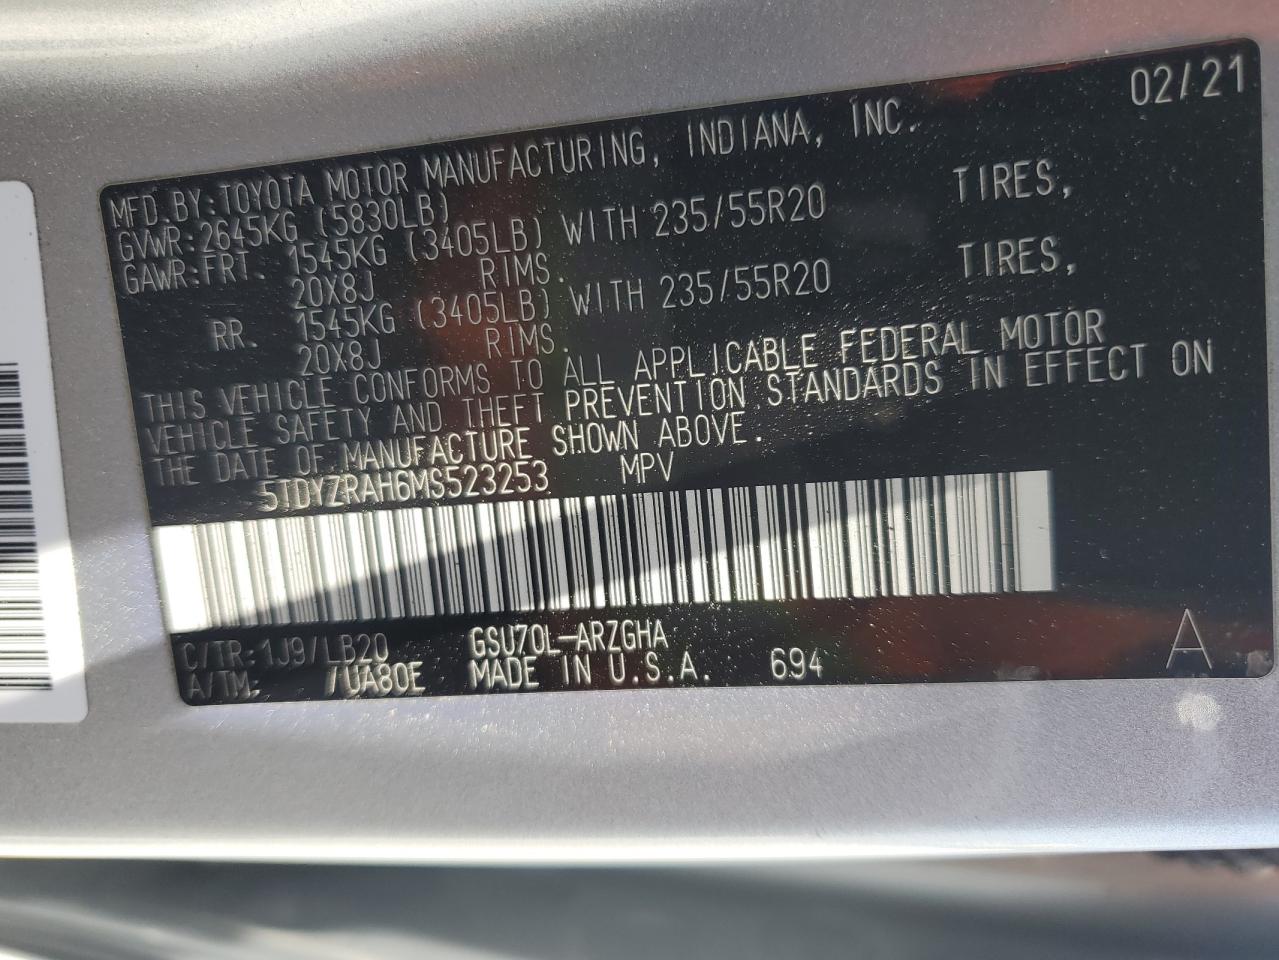 02/21
MFD.BY:TOYOTA MOTOR MANUFACTURING, INDIANA, INC.
GVWR:2645KG (5830LB)
GAWR:FRT. 1545KG (3405LB) WITH 235/55R20 TIRES,
20X8J RIMS.
RR. 1545KG (3405LB) WITH 235/55R20 TIRES,
20X8J RIMS.
THIS VEHICLE CONFORMS TO ALL APPLICABLE FEDERAL MOTOR
VEHICLE SAFETY AND THEFT PREVENTION STANDARDS IN EFFECT ON
THE DATE OF MANUFACTURE SHOWN ABOVE.
5TDYZRAH6MS523253 MPV
C/TR:1J9/LB20 GSU70L-ARZGHA
A/TM: /UA80E MADE IN U.S.A. 694 A